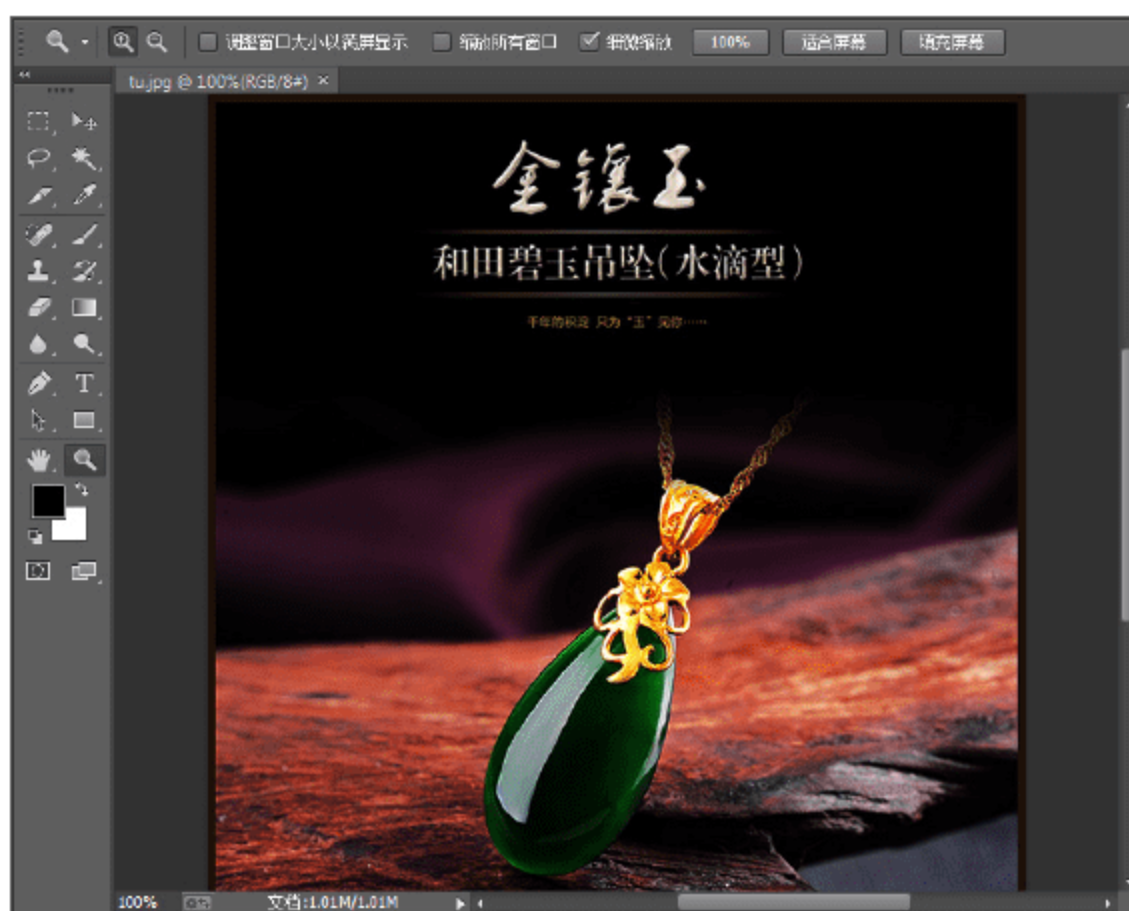 调整窗口大小以满屏显示 缩放所有窗口 细微缩放 100% 适合屏幕 填充屏幕
tu.jpg @ 100%(RGB/8#) ×
金镶玉
和田碧玉吊坠(水滴型)
千年的积淀 只为“玉”见你……
T
100% 文档:1.01M/1.01M